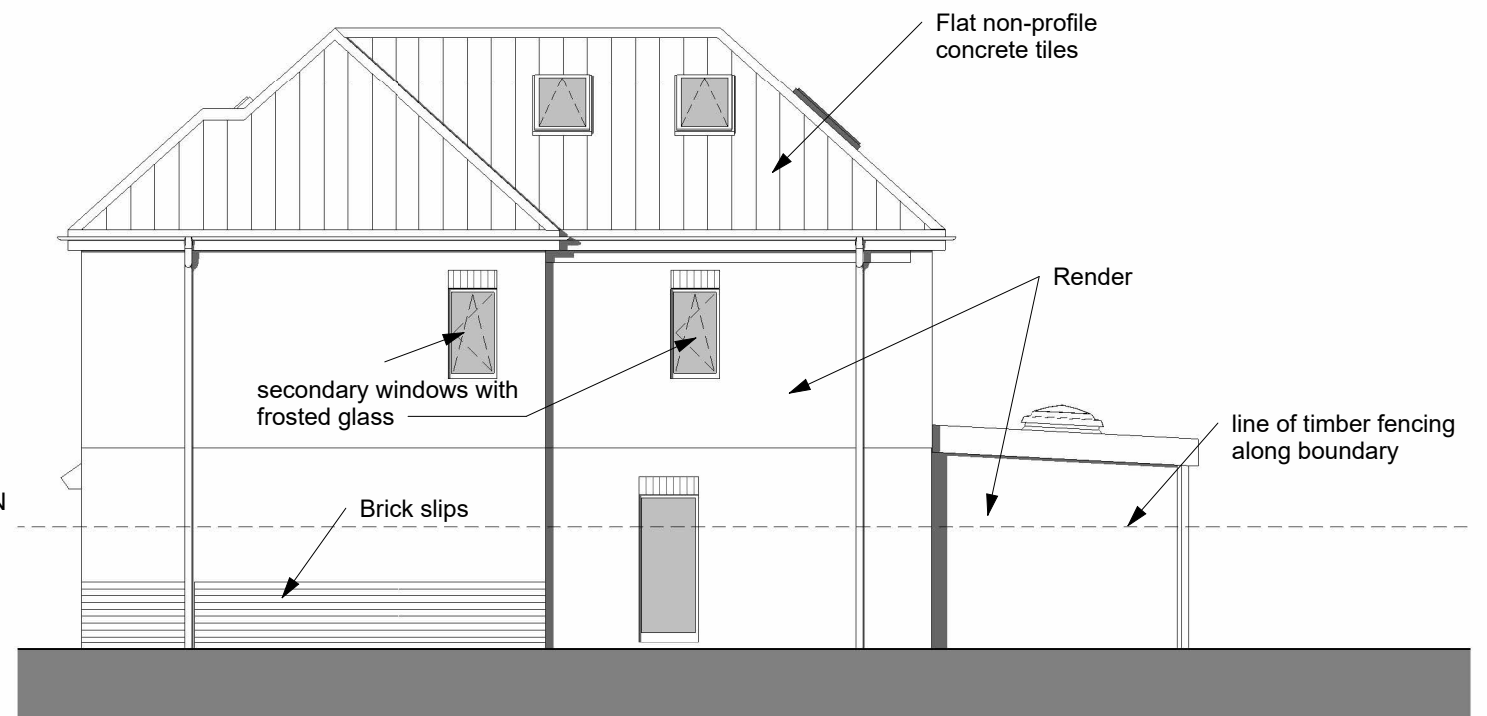 Flat non-profile
concrete tiles
Render
secondary windows with
frosted glass
line of timber fencing
along boundary
N
Brick slips